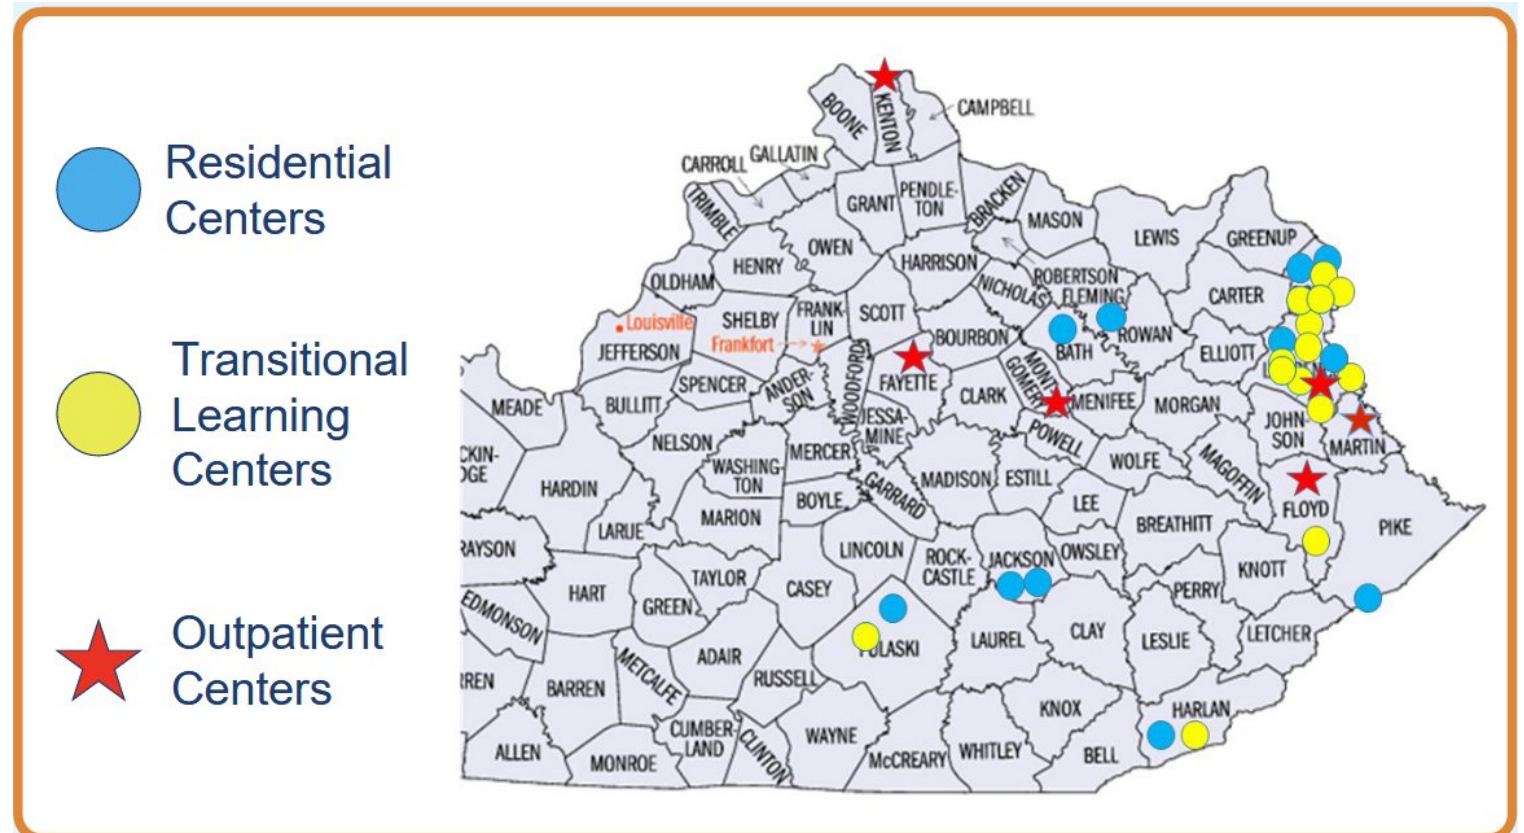 Residential
Centers
Transitional
Learning
Centers
Outpatient
Centers
KENTON
BOONE
CAMPBELL
GALLATIN
CARROLL
TRIMBLE
GRANT
PENDLE-
TON
BRACKEN
MASON
LEWIS
GREENUP
OWEN
HENRY
HARRISON
ROBERTSON
OLDHAM
NICHOLAS
FLEMING
CARTER
Louisville
SHELBY
FRANK-
LIN
SCOTT
Frankfort
BOURBON
ROWAN
BATH
ELLIOTT
JEFFERSON
WOODFORD
FAYETTE
MONT-
GOMERY
SPENCER
ANDER-
SON
CLARK
MENIFEE
MORGAN
MEADE
BULLITT
JESSA-
MINE
JOHN-
SON
MARTIN
NELSON
POWELL
MERCER
CKIN-
DGE
WASHING-
TON
MADISON
ESTILL
WOLFE
MAGOFFIN
HARDIN
GARRARD
BOYLE
LEE
FLOYD
LARUE
MARION
BREATHITT
PIKE
RAYSON
LINCOLN
ROCK-
CASTLE
JACKSON
OWSLEY
KNOTT
HART
TAYLOR
CASEY
PERRY
EDMONSON
GREEN
LAUREL
CLAY
LESLIE
LETCHER
ULASKI
ADAIR
METCALFE
RREN
BARREN
RUSSELL
KNOX
HARLAN
CUMBER-
LAND
CLINTON
WAYNE
ALLEN
MONROE
McCREARY
WHITLEY
BELL